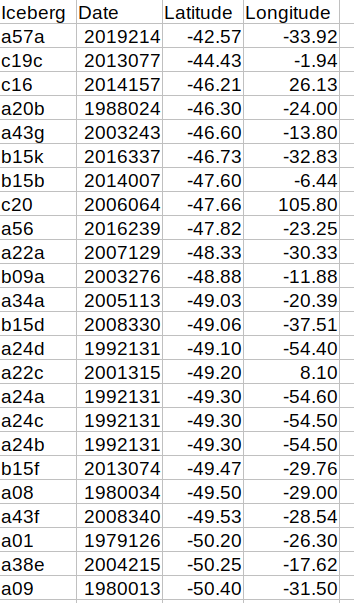 Iceberg Date Latitude Longitude
a57a 2019214 -42.57 -33.92
c19c 2013077 -44.43 -1.94
c16 2014157 -46.21 26.13
a20b 1988024 -46.30 -24.00
a43g 2003243 -46.60 -13.80
b15k 2016337 -46.73 -32.83
b15b 2014007 -47.60 -6.44
c20 2006064 -47.66 105.80
a56 2016239 -47.82 -23.25
a22a 2007129 -48.33 -30.33
b09a 2003276 -48.88 -11.88
a34a 2005113 -49.03 -20.39
b15d 2008330 -49.06 -37.51
a24d 1992131 -49.10 -54.40
a22c 2001315 -49.20 8.10
a24a 1992131 -49.30 -54.60
a24c 1992131 -49.30 -54.50
a24b 1992131 -49.30 -54.50
b15f 2013074 -49.47 -29.76
a08 1980034 -49.50 -29.00
a43f 2008340 -49.53 -28.54
a01 1979126 -50.20 -26.30
a38e 2004215 -50.25 -17.62
a09 1980013 -50.40 -31.50